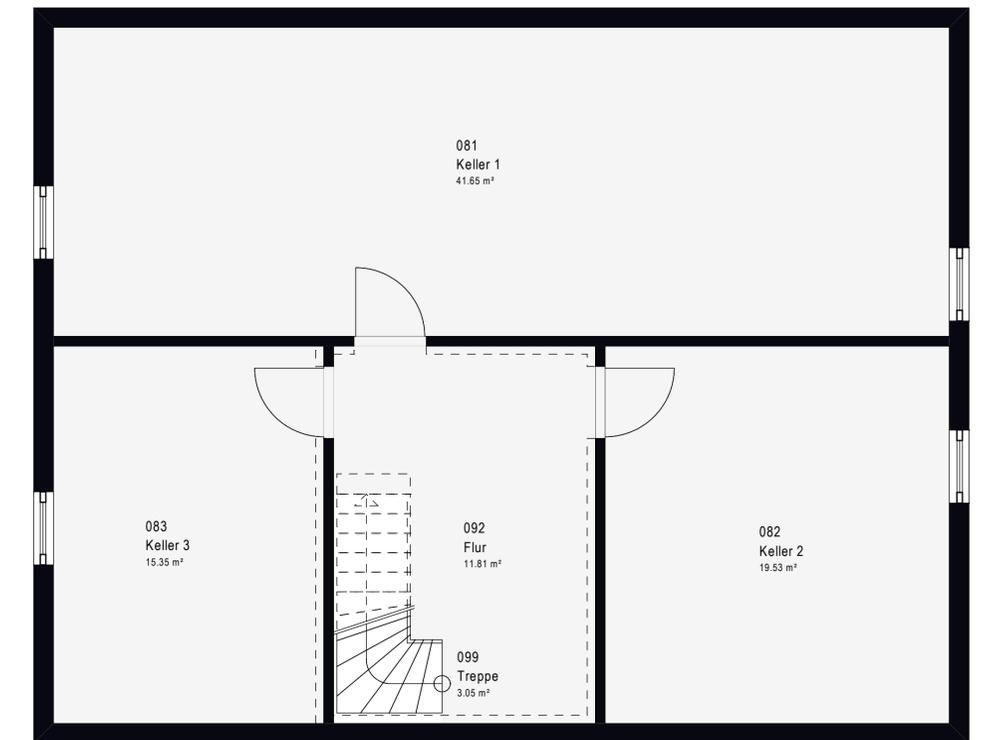 081
Keller 1
41.65 m²
083
Keller 3
15.35 m²
092
Flur
11.81 m²
082
Keller 2
19.53 m²
099
Treppe
3.05 m²